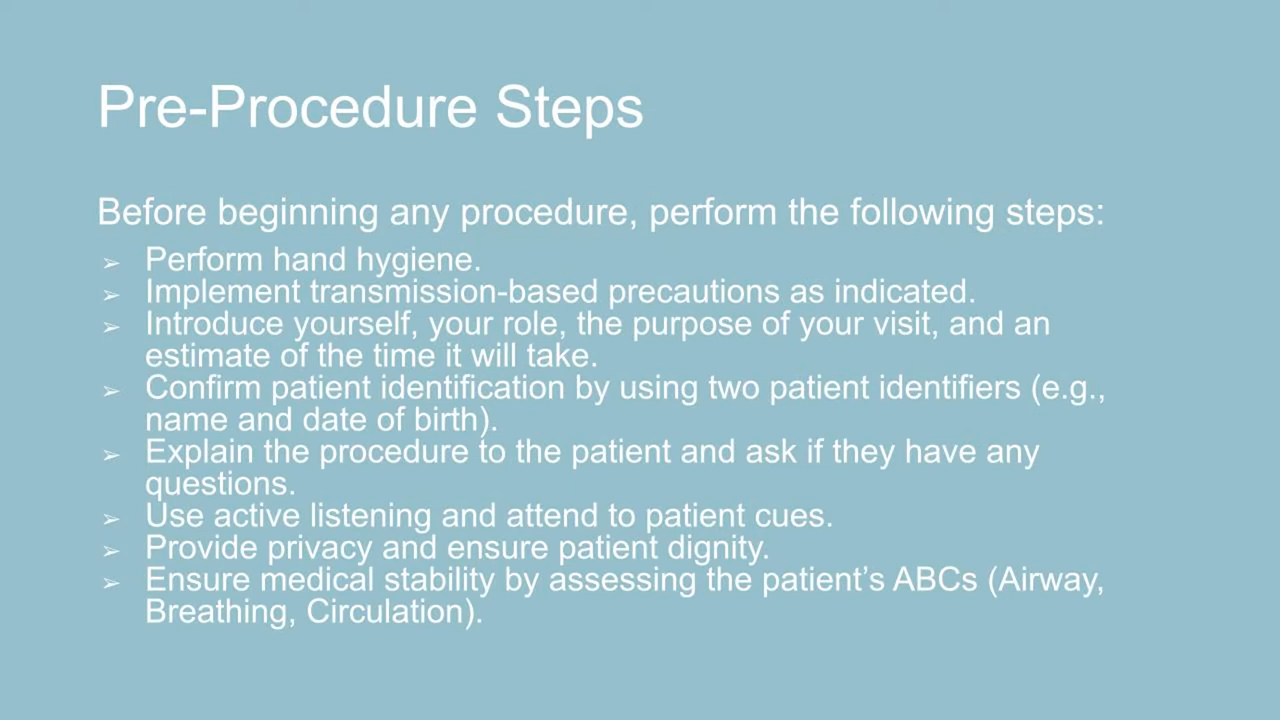 Pre-Procedure Steps
Before beginning any procedure, perform the following steps:
➢ Perform hand hygiene.
➢ Implement transmission-based precautions as indicated.
➢ Introduce yourself, your role, the purpose of your visit, and an
estimate of the time it will take.
➢ Confirm patient identification by using two patient identifiers (e.g.,
name and date of birth).
➢ Explain the procedure to the patient and ask if they have any
questions.
➢ Use active listening and attend to patient cues.
➢ Provide privacy and ensure patient dignity.
➢ Ensure medical stability by assessing the patient’s ABCs (Airway,
Breathing, Circulation).